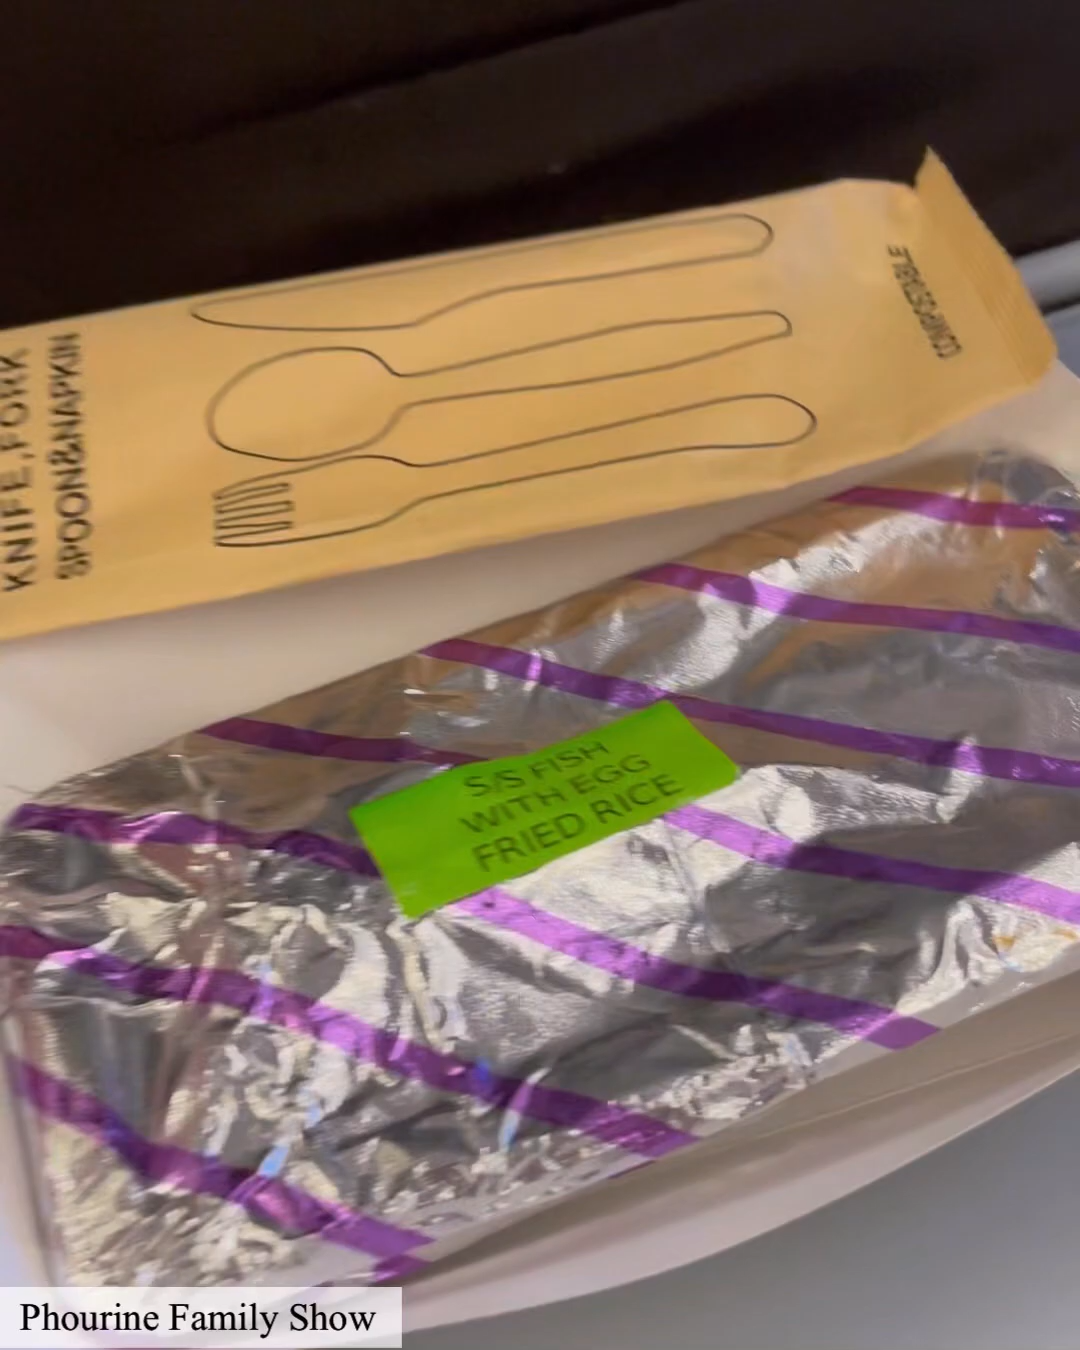 KNIFE,FORK
SPOON&NAPKIN
COMPOSTABLE
S/S FISH
WITH EGG
FRIED RICE
Phourine Family Show